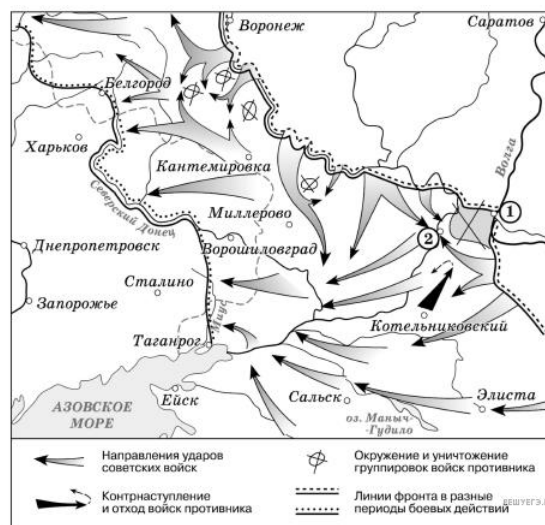 Воронеж
Саратов
Белгород
Волга
Харьков
Кантемировка
Северский Донец
Миллерово
1
2
Днепропетровск
Ворошиловград
Сталино
Запорожье
Миус
Котельниковский
Таганрог
АЗОВСКОЕ
МОРЕ
Ейск
Сальск
Элиста
оз. Маныч-
Гудило
Направления ударов
советских войск
Окружение и уничтожение
группировок войск противника
Контрнаступление
и отход войск противника
Линии фронта в разные
периоды боевых действий